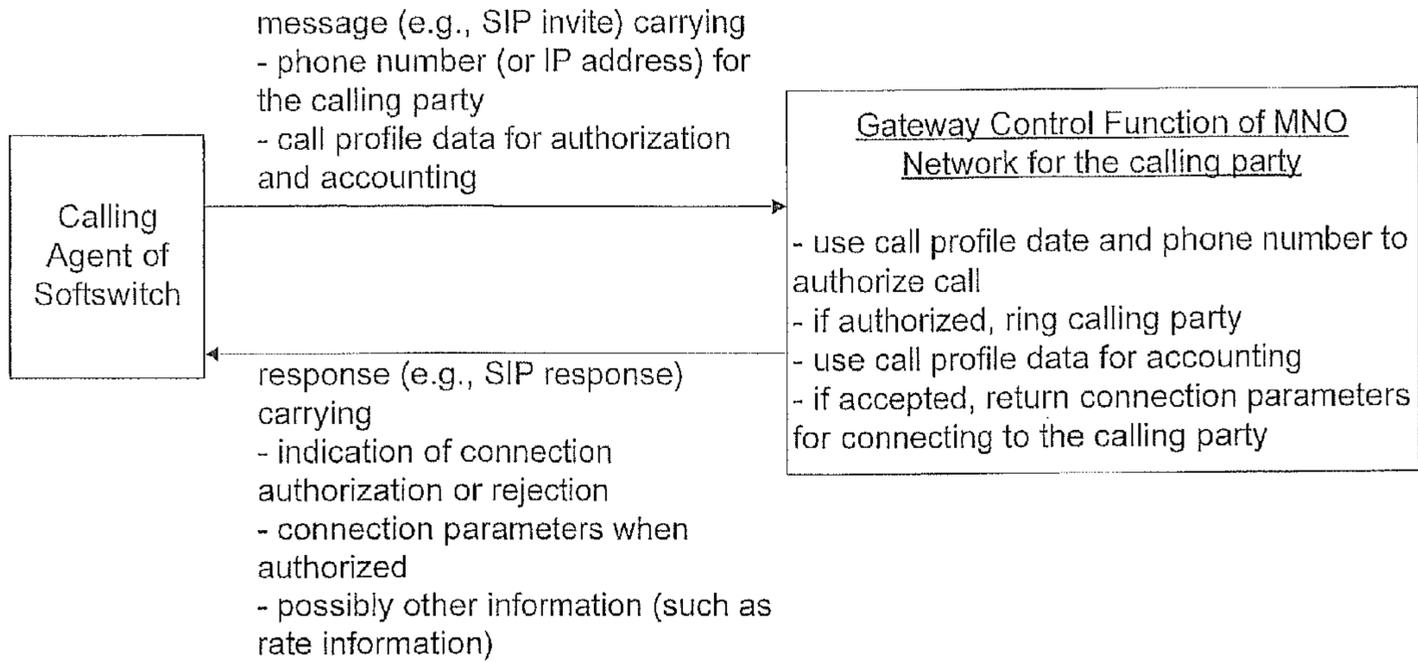 message (e.g., SIP invite) carrying
- phone number (or IP address) for
the calling party
- call profile data for authorization
and accounting
Calling
Agent of
Softswitch
Gateway Control Function of MNO
Network for the calling party
- use call profile date and phone number to
authorize call
- if authorized, ring calling party
- use call profile data for accounting
- if accepted, return connection parameters
for connecting to the calling party
response (e.g., SIP response)
carrying
- indication of connection
authorization or rejection
- connection parameters when
authorized
- possibly other information (such as
rate information)